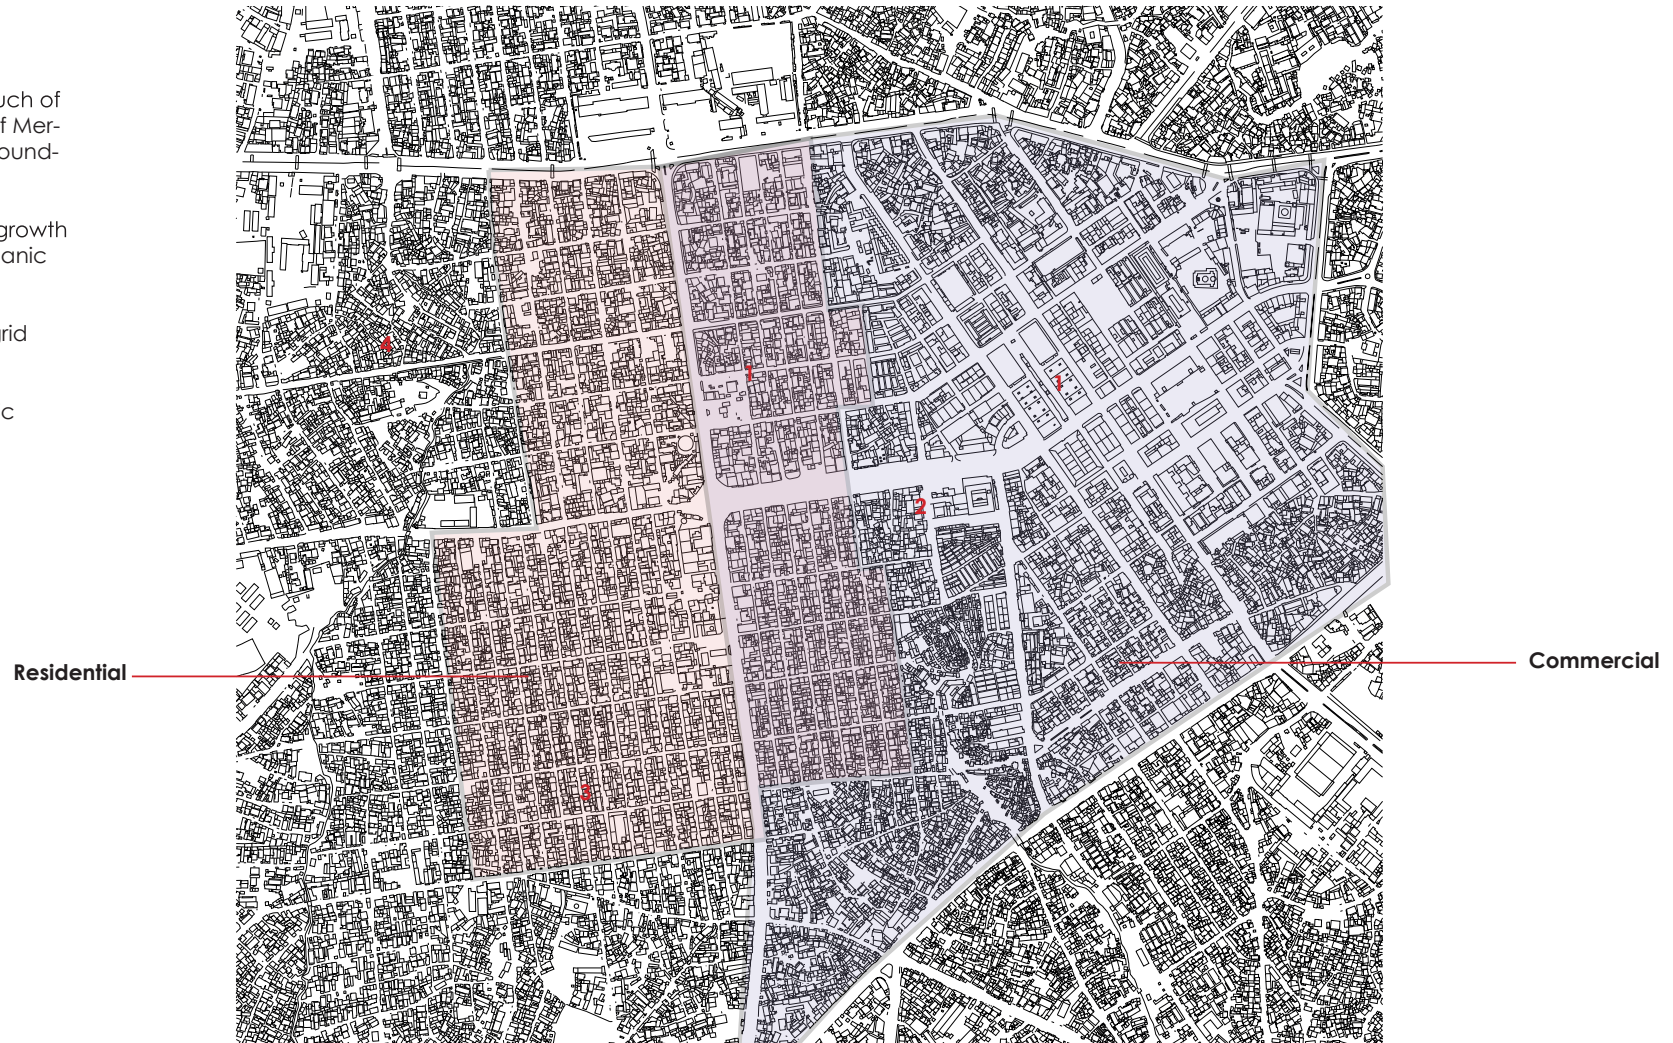 uch of
f Mer-
ound-
growth
anic
rid
c
4
1
1
2
Residential
Commercial
3